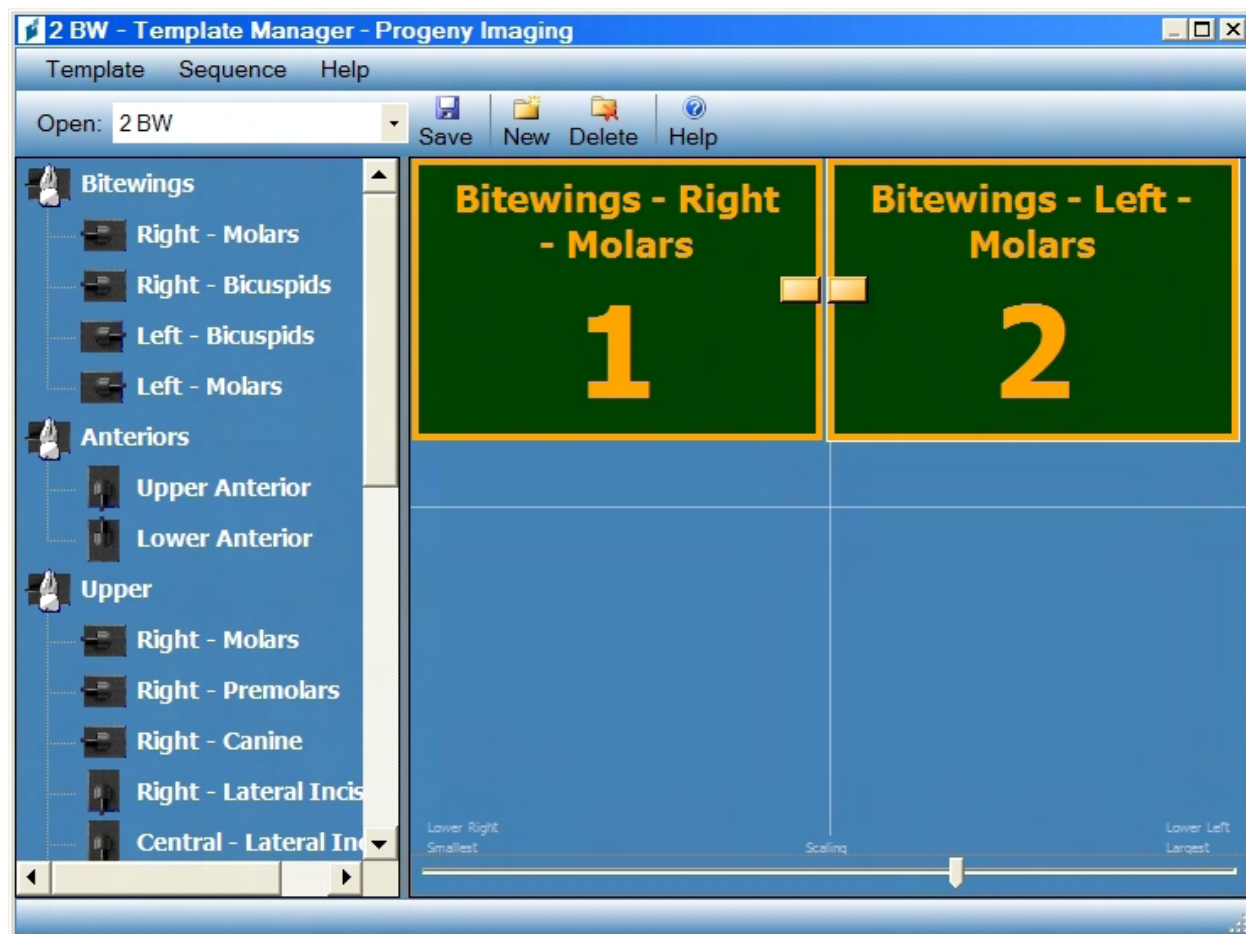 2 BW - Template Manager - Progeny Imaging
Template Sequence Help
Open: 2 BW Save New Delete Help
Bitewings
Right - Molars
Right - Bicuspids
Left - Bicuspids
Left - Molars
Anteriors
Upper Anterior
Lower Anterior
Upper
Right - Molars
Right - Premolars
Right - Canine
Right - Lateral Incis
Central - Lateral In
Bitewings - Right
- Molars
1
Bitewings - Left -
Molars
2
Lower Right Lower Left
Smallest Scaling Largest